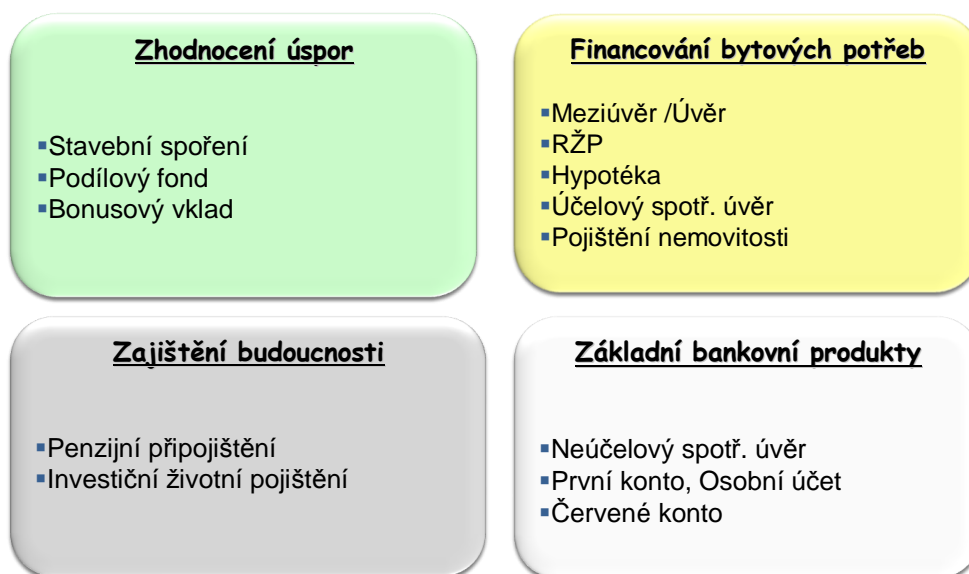 Zhodnocení úspor
▪Stavební spoření
▪Podílový fond
▪Bonusový vklad
Financování bytových potřeb
▪Meziúvěr /Úvěr
▪RŽP
▪Hypotéka
▪Účelový spotř. úvěr
▪Pojištění nemovitosti
Zajištění budoucnosti
▪Penzijní připojištění
▪Investiční životní pojištění
Základní bankovní produkty
▪Neúčelový spotř. úvěr
▪První konto, Osobní účet
▪Červené konto